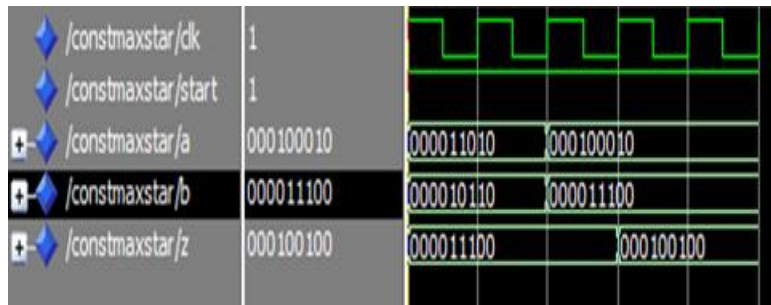 /constmaxstar/clk 1
/constmaxstar/start 1
/constmaxstar/a 000100010 000011010 000100010
/constmaxstar/b 000011100 000010110 000011100
/constmaxstar/z 000100100 000011100 000100100